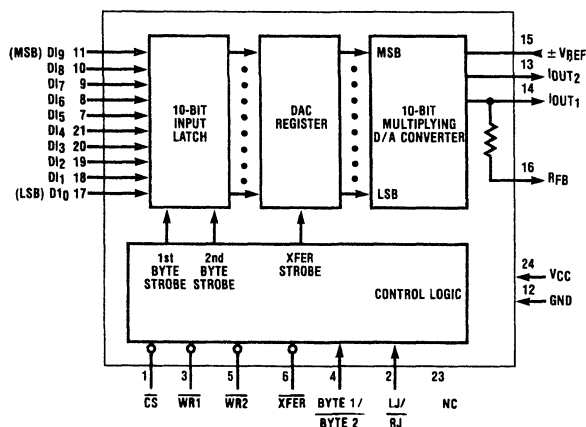 (MSB) DI9 11
DI8 10
DI7 9
DI6 8
DI5 7
DI4 21
DI3 20
DI2 19
DI1 18
(LSB) D10 17
10-BIT
INPUT
LATCH
DAC
REGISTER
MSB
10-BIT
MULTIPLYING
D/A CONVERTER
LSB
15
± VREF
13
IOUT2
14
IOUT1
16
RFB
1st
BYTE
STROBE
2nd
BYTE
STROBE
XFER
STROBE
CONTROL LOGIC
24
VCC
12
GND
1 3 5 6 4 2 23
CS WR1 WR2 XFER BYTE 1/ LJ/ NC
BYTE 2 RJ